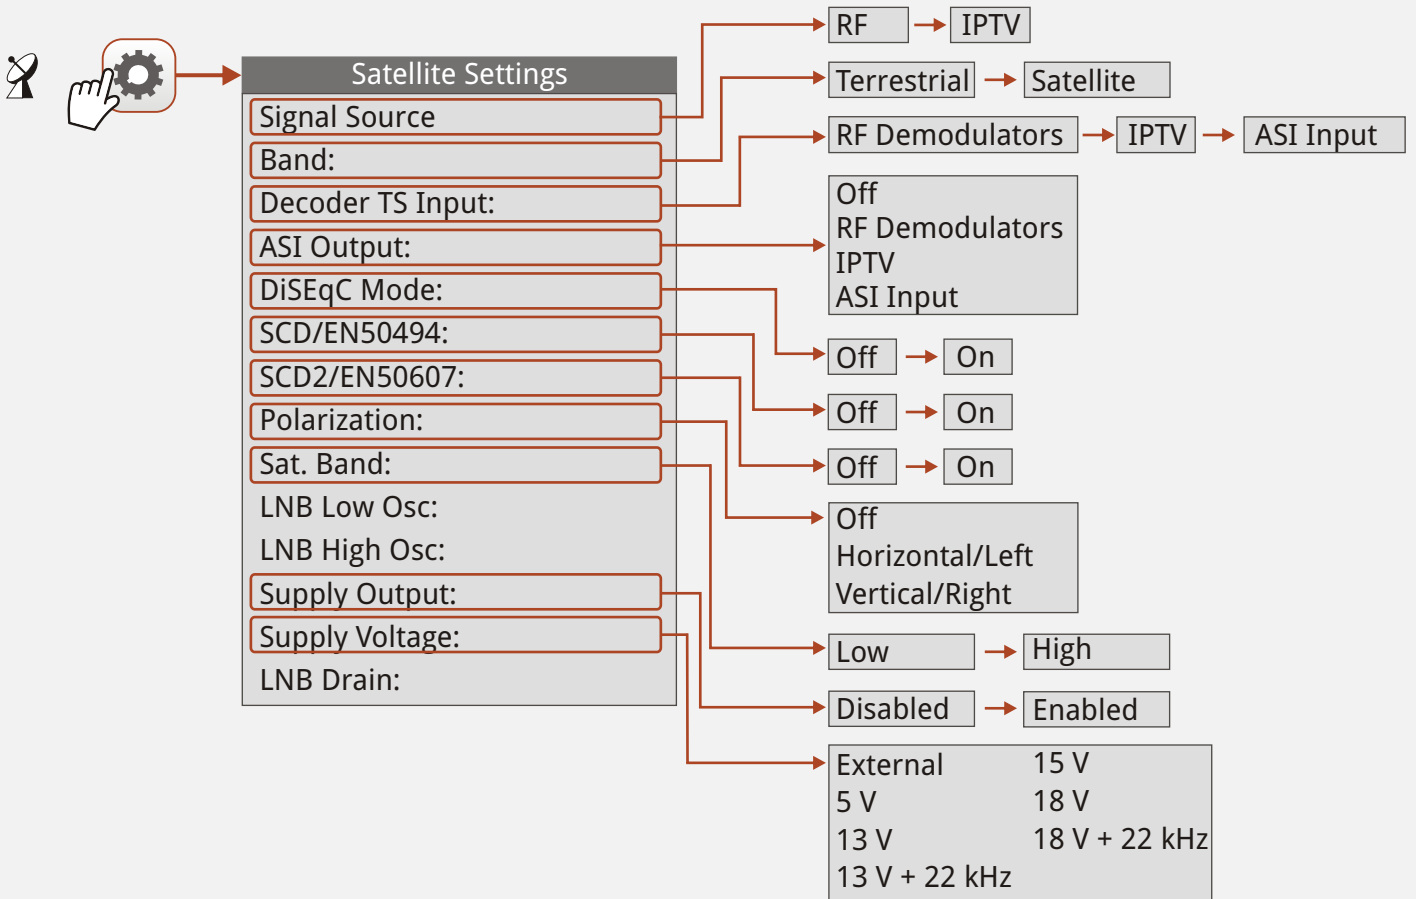 Satellite Settings
Signal Source
Band:
Decoder TS Input:
ASI Output:
DiSEqC Mode:
SCD/EN50494:
SCD2/EN50607:
Polarization:
Sat. Band:
LNB Low Osc:
LNB High Osc:
Supply Output:
Supply Voltage:
LNB Drain:
RF IPTV
Terrestrial Satellite
RF Demodulators IPTV ASI Input
Off
RF Demodulators
IPTV
ASI Input
Off On
Off On
Off On
Off
Horizontal/Left
Vertical/Right
Low High
Disabled Enabled
External 15 V
5 V 18 V
13 V 18 V + 22 kHz
13 V + 22 kHz